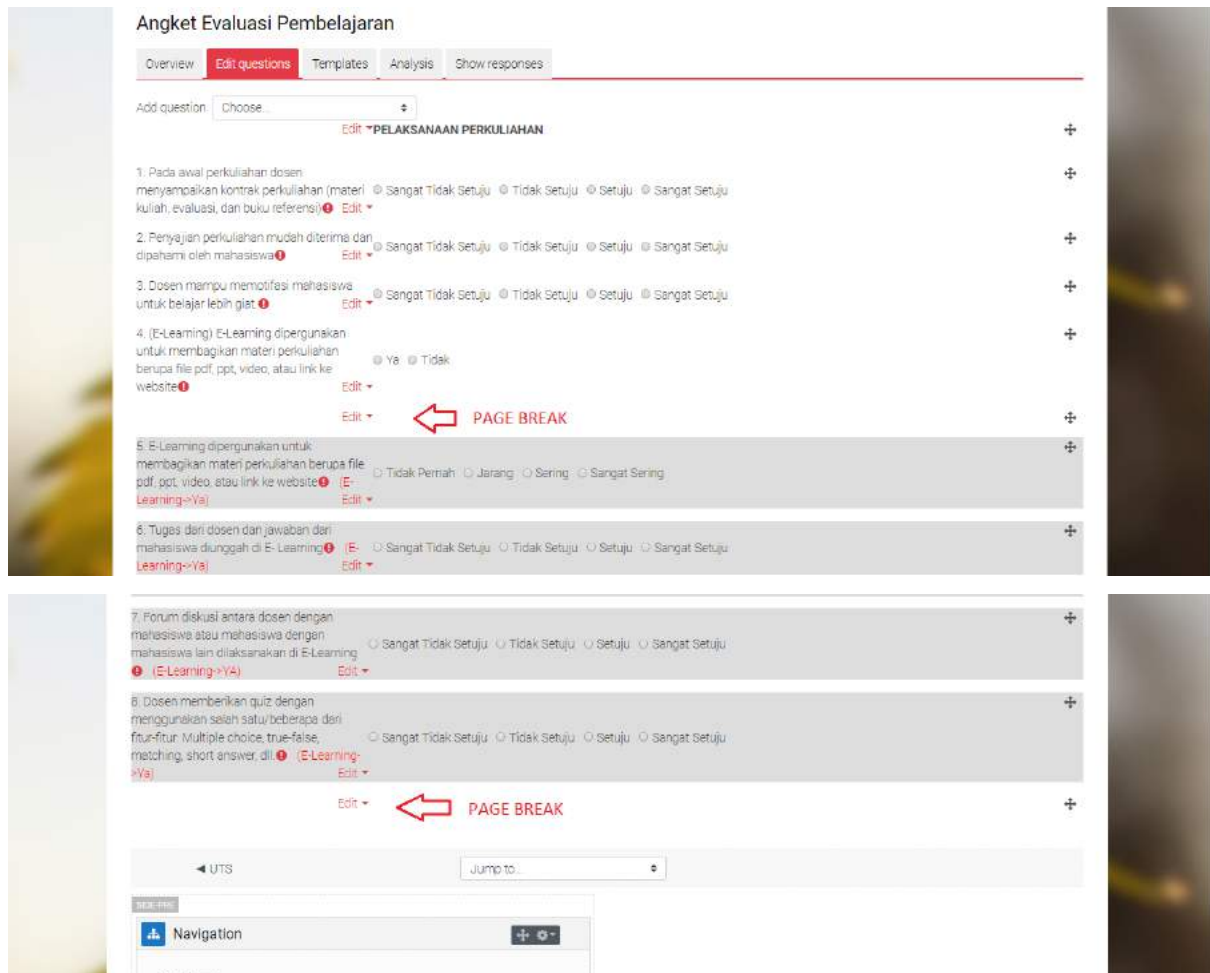 Angket Evaluasi Pembelajaran
Overview Edit questions Templates Analysis Show responses
Add question Choose...
Edit PELAKSANAAN PERKULIAHAN
1. Pada awal perkuliahan dosen
menyampaikan kontrak perkuliahan (materi
kuliah, evaluasi, dan buku referensi) Edit
Sangat Tidak Setuju Tidak Setuju Setuju Sangat Setuju
2. Penyajian perkuliahan mudah diterima dan
dipahami oleh mahasiswa Edit
Sangat Tidak Setuju Tidak Setuju Setuju Sangat Setuju
3. Dosen mampu memotifasi mahasiswa
untuk belajar lebih giat Edit
Sangat Tidak Setuju Tidak Setuju Setuju Sangat Setuju
4. (E-Learning) E-Learning dipergunakan
untuk membagikan materi perkuliahan
berupa file pdf, ppt, video, atau link ke
website Edit
Ya Tidak
Edit PAGE BREAK
5. E-Learning dipergunakan untuk
membagikan materi perkuliahan berupa file
pdf, ppt, video, atau link ke website (E-
Learning->Ya) Edit
Tidak Pernah Jarang Sering Sangat Sering
6. Tugas dari dosen dan jawaban dari
mahasiswa diunggah di E- Learning (E-
Learning->Ya) Edit
Sangat Tidak Setuju Tidak Setuju Setuju Sangat Setuju
7. Forum diskusi antara dosen dengan
mahasiswa atau mahasiswa dengan
mahasiswa lain dilaksanakan di E-Learning
(E-Learning->YA) Edit
Sangat Tidak Setuju Tidak Setuju Setuju Sangat Setuju
8. Dosen memberikan quiz dengan
menggunakan salah satu/beberapa dari
fitur-fitur: Multiple choice, true-false,
matching, short answer, dll. (E-Learning-
>Ya) Edit
Sangat Tidak Setuju Tidak Setuju Setuju Sangat Setuju
Edit PAGE BREAK
◄ UTS Jump to...
SIDE-PRE
Navigation